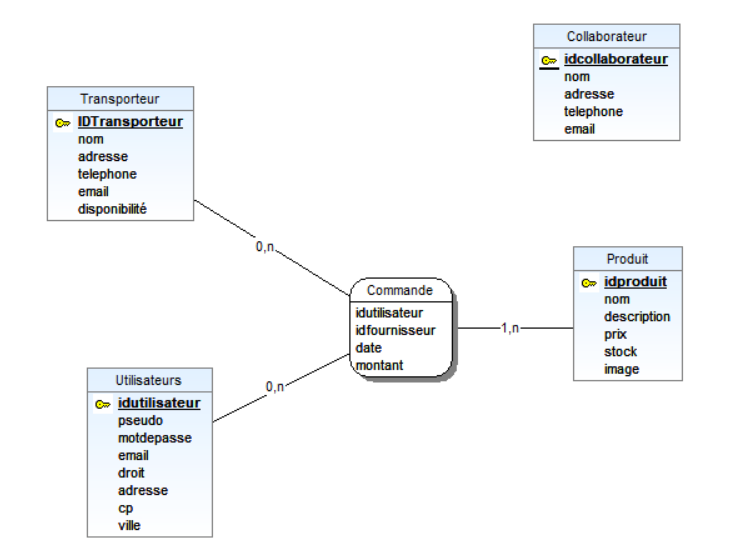 Collaborateur
idcollaborateur
nom
adresse
telephone
email
Transporteur
IDTransporteur
nom
adresse
telephone
email
disponibilité
0,n
Commande
idutilisateur
idfournisseur
date
montant
1,n
Produit
idproduit
nom
description
prix
stock
image
0,n
Utilisateurs
idutilisateur
pseudo
motdepasse
email
droit
adresse
cp
ville